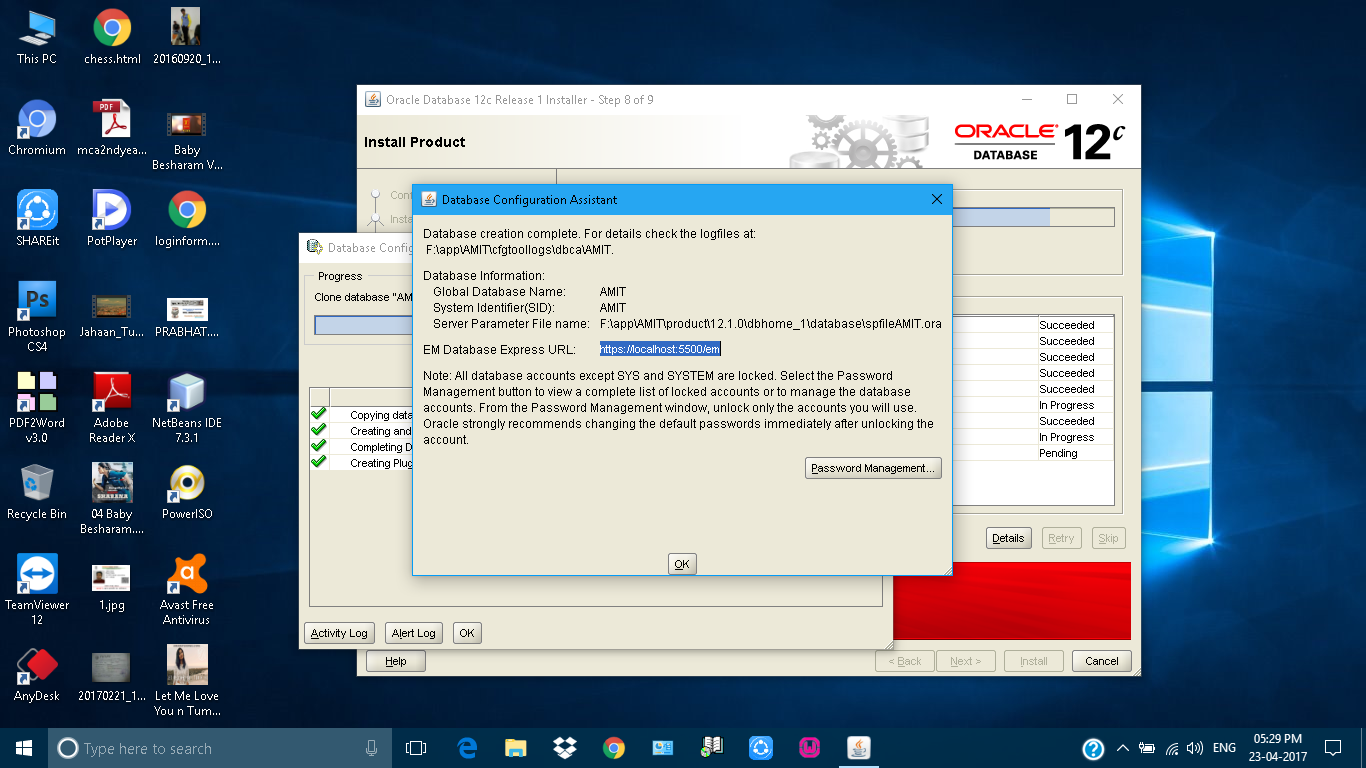 This PC
chess.html
20160920_1...
Chromium
mca2ndyea...
Baby
Besharam V...
SHAREit
PotPlayer
loginform....
Photoshop
CS4
Jahaan_Tu...
PRABHAT....
PDF2Word
v3.0
Adobe
Reader X
NetBeans IDE
7.3.1
Recycle Bin
04 Baby
Besharam....
PowerISO
TeamViewer
12
1.jpg
Avast Free
Antivirus
AnyDesk
20170221_1...
Let Me Love
You n Tum...
Oracle Database 12c Release 1 Installer - Step 8 of 9
Install Product
ORACLE
DATABASE
12c
Cont
Insta
Database Config
Progress
Clone database "AM
Copying data
Creating and
Completing D
Creating Plug
Activity Log
Alert Log
OK
Database Configuration Assistant
Database creation complete. For details check the logfiles at:
F:\app\AMIT\cfgtoollogs\dbca\AMIT.
Database Information:
Global Database Name: AMIT
System Identifier(SID): AMIT
Server Parameter File name: F:\app\AMIT\product\12.1.0\dbhome_1\database\spfileAMIT.ora
EM Database Express URL: https://localhost:5500/em
Note: All database accounts except SYS and SYSTEM are locked. Select the Password
Management button to view a complete list of locked accounts or to manage the database
accounts. From the Password Management window, unlock only the accounts you will use.
Oracle strongly recommends changing the default passwords immediately after unlocking the
account.
Password Management...
OK
Succeeded
Succeeded
Succeeded
Succeeded
Succeeded
In Progress
Succeeded
In Progress
Pending
Details
Retry
Skip
Help
< Back
Next >
Install
Cancel
Type here to search
ENG
05:29 PM
23-04-2017